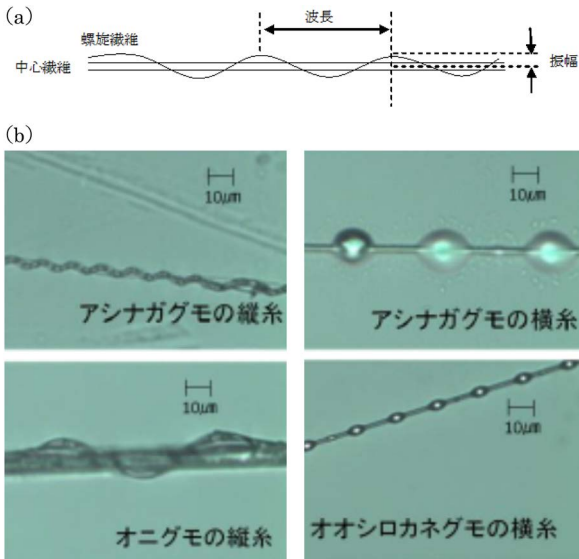 (a)
波長
螺旋繊維
中心繊維
振幅
(b)
10μm
アシナガグモの縦糸
10μm
アシナガグモの横糸
10μm
オニグモの縦糸
10μm
オオシロカネグモの横糸